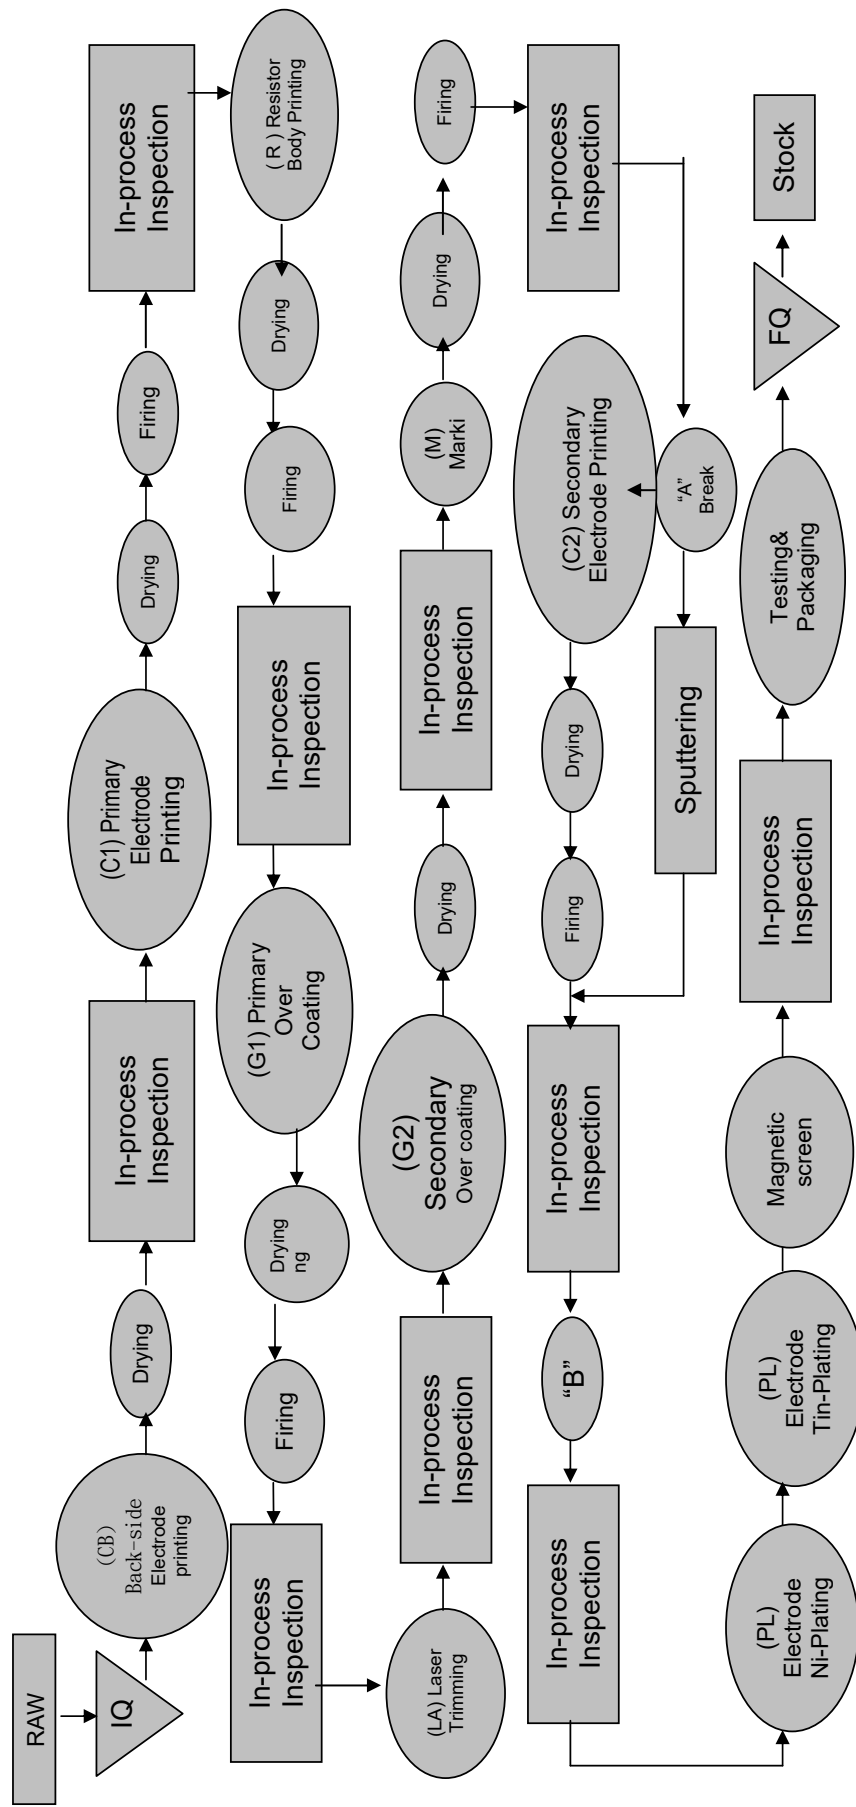 RAW
IQ
(CB)
Back-side
Electrode
printing
Drying
In-process
Inspection
(C1) Primary
Electrode
Printing
Drying
Firing
In-process
Inspection
( R ) Resistor
Body Printing
Drying
Firing
In-process
Inspection
(G1) Primary
Over
Coating
Drying
ng
Firing
In-process
Inspection
(LA) Laser
Trimming
In-process
Inspection
(G2)
Secondary
Over coating
Drying
In-process
Inspection
(M)
Marki
Drying
Firing
In-process
Inspection
“A”
Break
(C2) Secondary
Electrode Printing
Drying
Firing
Sputtering
In-process
Inspection
“B”
In-process
Inspection
(PL)
Electrode
Ni-Plating
(PL)
Electrode
Tin-Plating
Magnetic
screen
In-process
Inspection
Testing&
Packaging
FQ
Stock